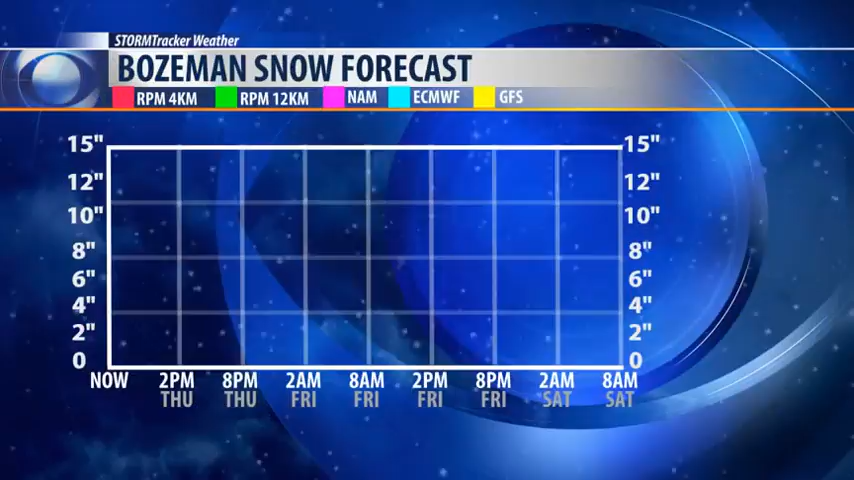 STORMTracker Weather
BOZEMAN SNOW FORECAST
RPM 4KM RPM 12KM NAM ECMWF GFS
15" 15"
12" 12"
10" 10"
8" 8"
6" 6"
4" 4"
2" 2"
0 0
NOW 2PM 8PM 2AM 8AM 2PM 8PM 2AM 8AM
THU THU FRI FRI FRI FRI SAT SAT